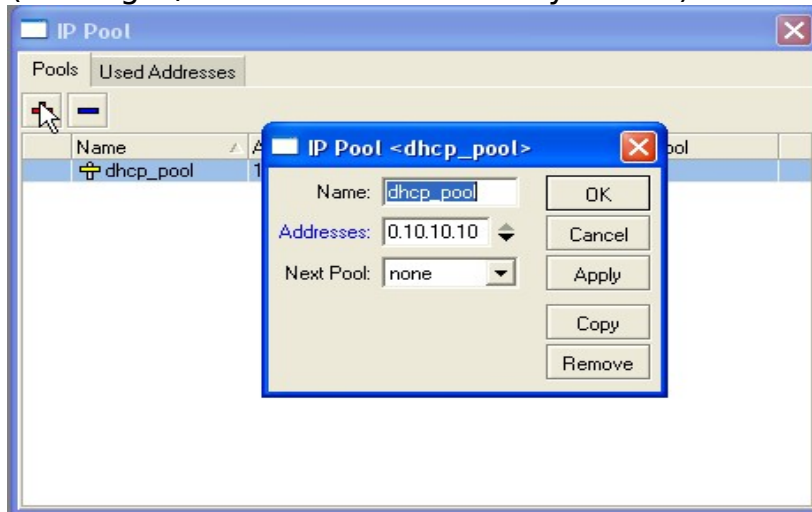 IP Pool
Pools Used Addresses
Name A ool
dhcp_pool 1
IP Pool <dhcp_pool>
Name: dhcp_pool OK
Addresses: 0.10.10.10 Cancel
Next Pool: none Apply
Copy
Remove